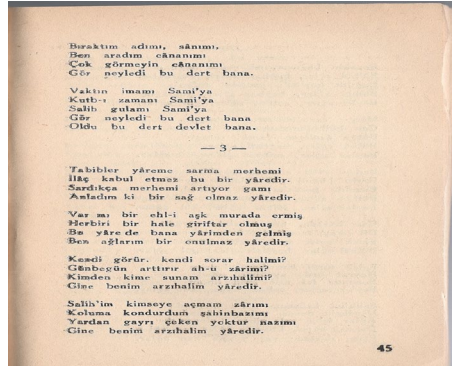 Bıraktım adımı, sânımı,
Ben aradım cânanımı
Çok görmeyin cânanımı
Gör neyledi bu dert bana.
Vaktın imamı Sami'ya
Kutb-ı zamanı Sami'ya
Salih gulamı Sami'ya
Gör neyledi bu dert bana
Oldu bu dert devlet bana.
— 3 —
Tabibler yâreme sarma merhemi
İlâç kabul etmez bu bir yâredir.
Sardıkça merhemi artıyor gamı
Anladım ki bir sağ olmaz yâredir.
Var mı bir ehl-i aşk murada ermiş
Herbiri bir hale giriftar olmuş
Bu yâre de bana yârimden gelmiş
Ben ağlarım bir onulmaz yâredir.
Kendi görür. kendi sorar halimi?
Günbegün arttırır ah-ü zârimi?
Kimden kime sunam arzıhalimi?
Gine benim arzıhalim yâredir.
Salih'im kimseye açmam zârımı
Koluma kondurdum şahinbazımı
Yardan gayrı çeken yoktur nazımı
Gine benim arzıhalim yâredir.
45